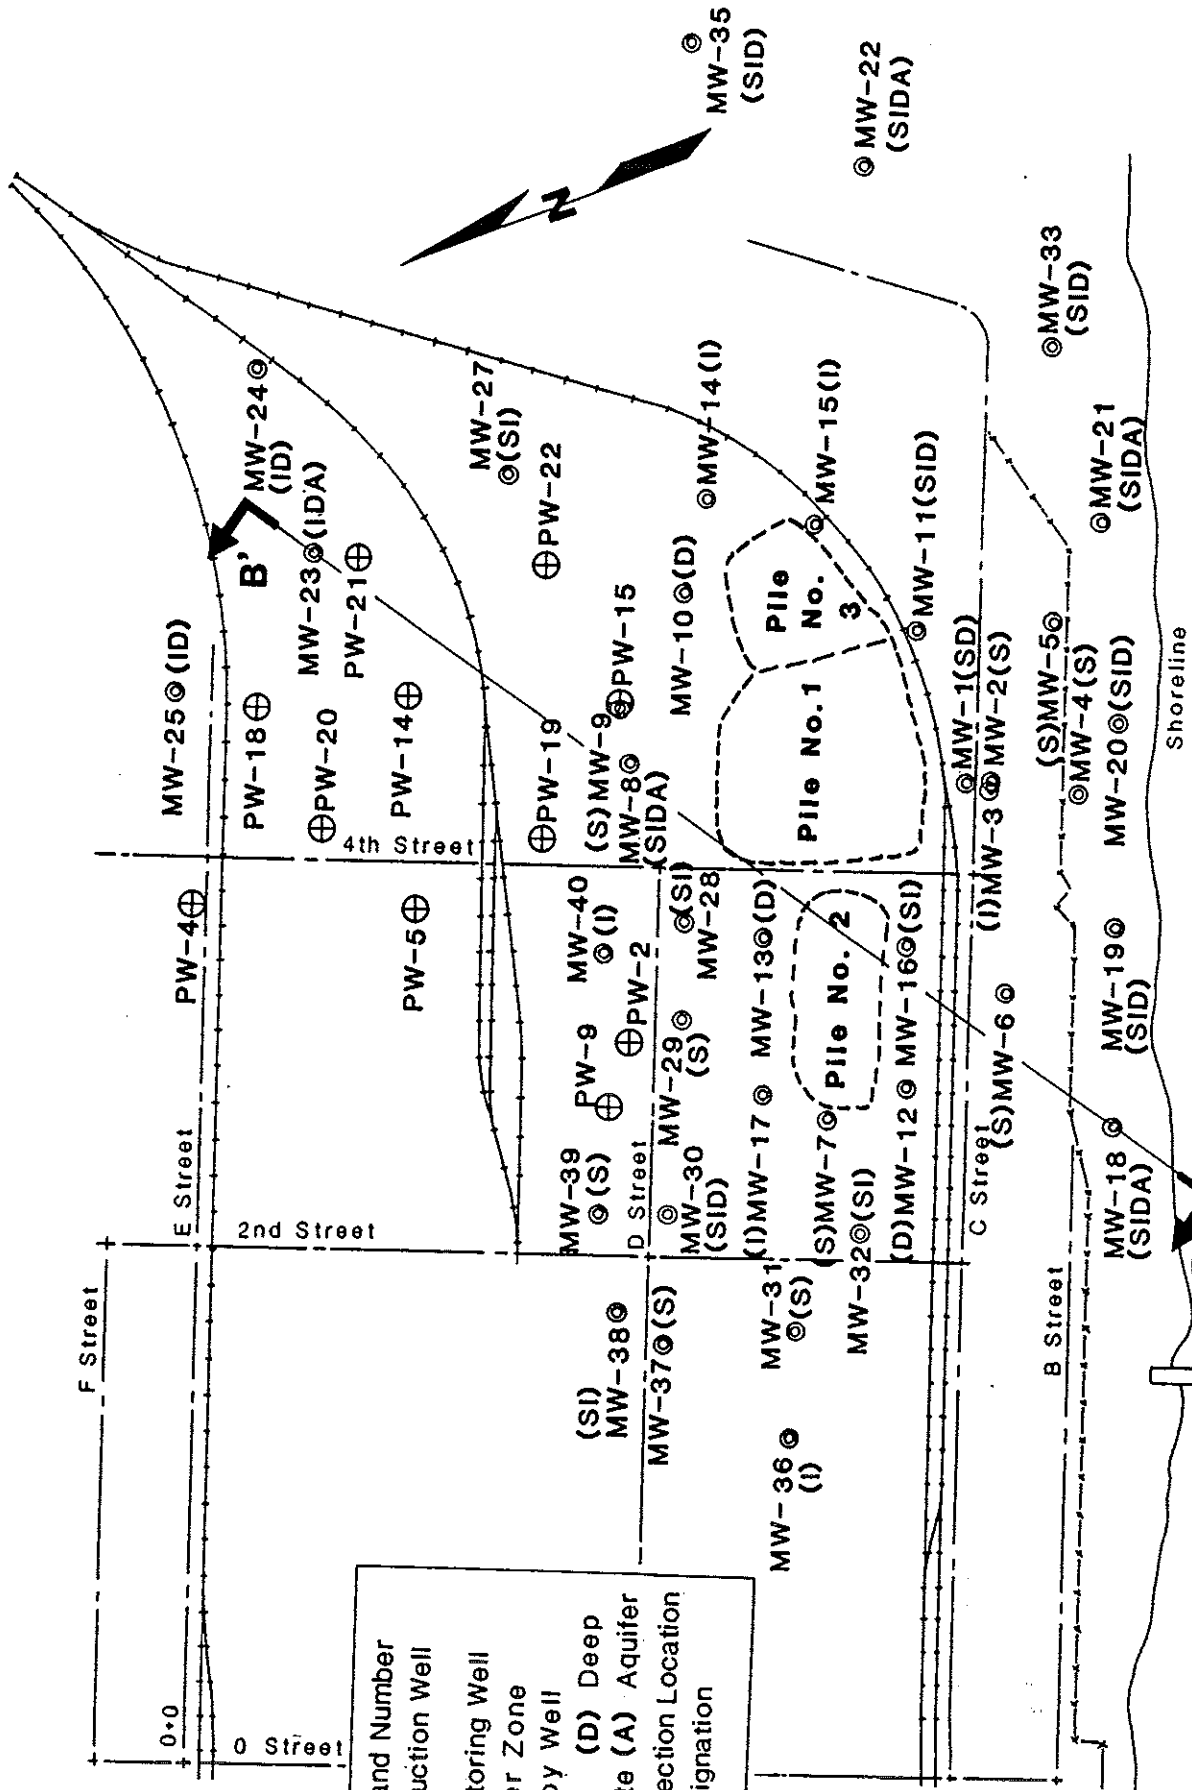 MW-35
(SID)
MW-22
(SIDA)
N
MW-33
(SID)
MW-24
(ID)
MW-27
(SI)
MW-14(I)
MW-15(I)
MW-21
(SIDA)
B'
MW-23 (IDA)
PW-22
PW-21
MW-11(SID)
MW-25 (ID)
PW-18
PW-20
PW-14
PW-15
PW-19
(S)MW-9
MW-8
(SIDA)
MW-10 (D)
Pile
No.
3
Pile No.1
MW-1(SD)
MW-2(S)
(I)MW-3
(S)MW-5
MW-4(S)
MW-20 (SID)
Shoreline
4th Street
PW-4
PW-5
MW-40
(I)
PW-2
(SI)
MW-28
MW-13 (D)
Pile No. 2
MW-16 (SI)
(S)MW-6
MW-19
(SID)
PW-9
MW-29
(S)
(I)MW-17
(S)MW-7
(D)MW-12
C Street
MW-18
(SIDA)
E Street
2nd Street
MW-39
(S)
D Street
MW-30
(SID)
MW-32 (SI)
MW-31
(S)
F Street
(SI)
MW-38
MW-37 (S)
B Street
MW-36
(I)
0+0
0 Street
and Number
uction Well
toring Well
er Zone
by Well
(D) Deep
te (A) Aquifer
ection Location
ignation